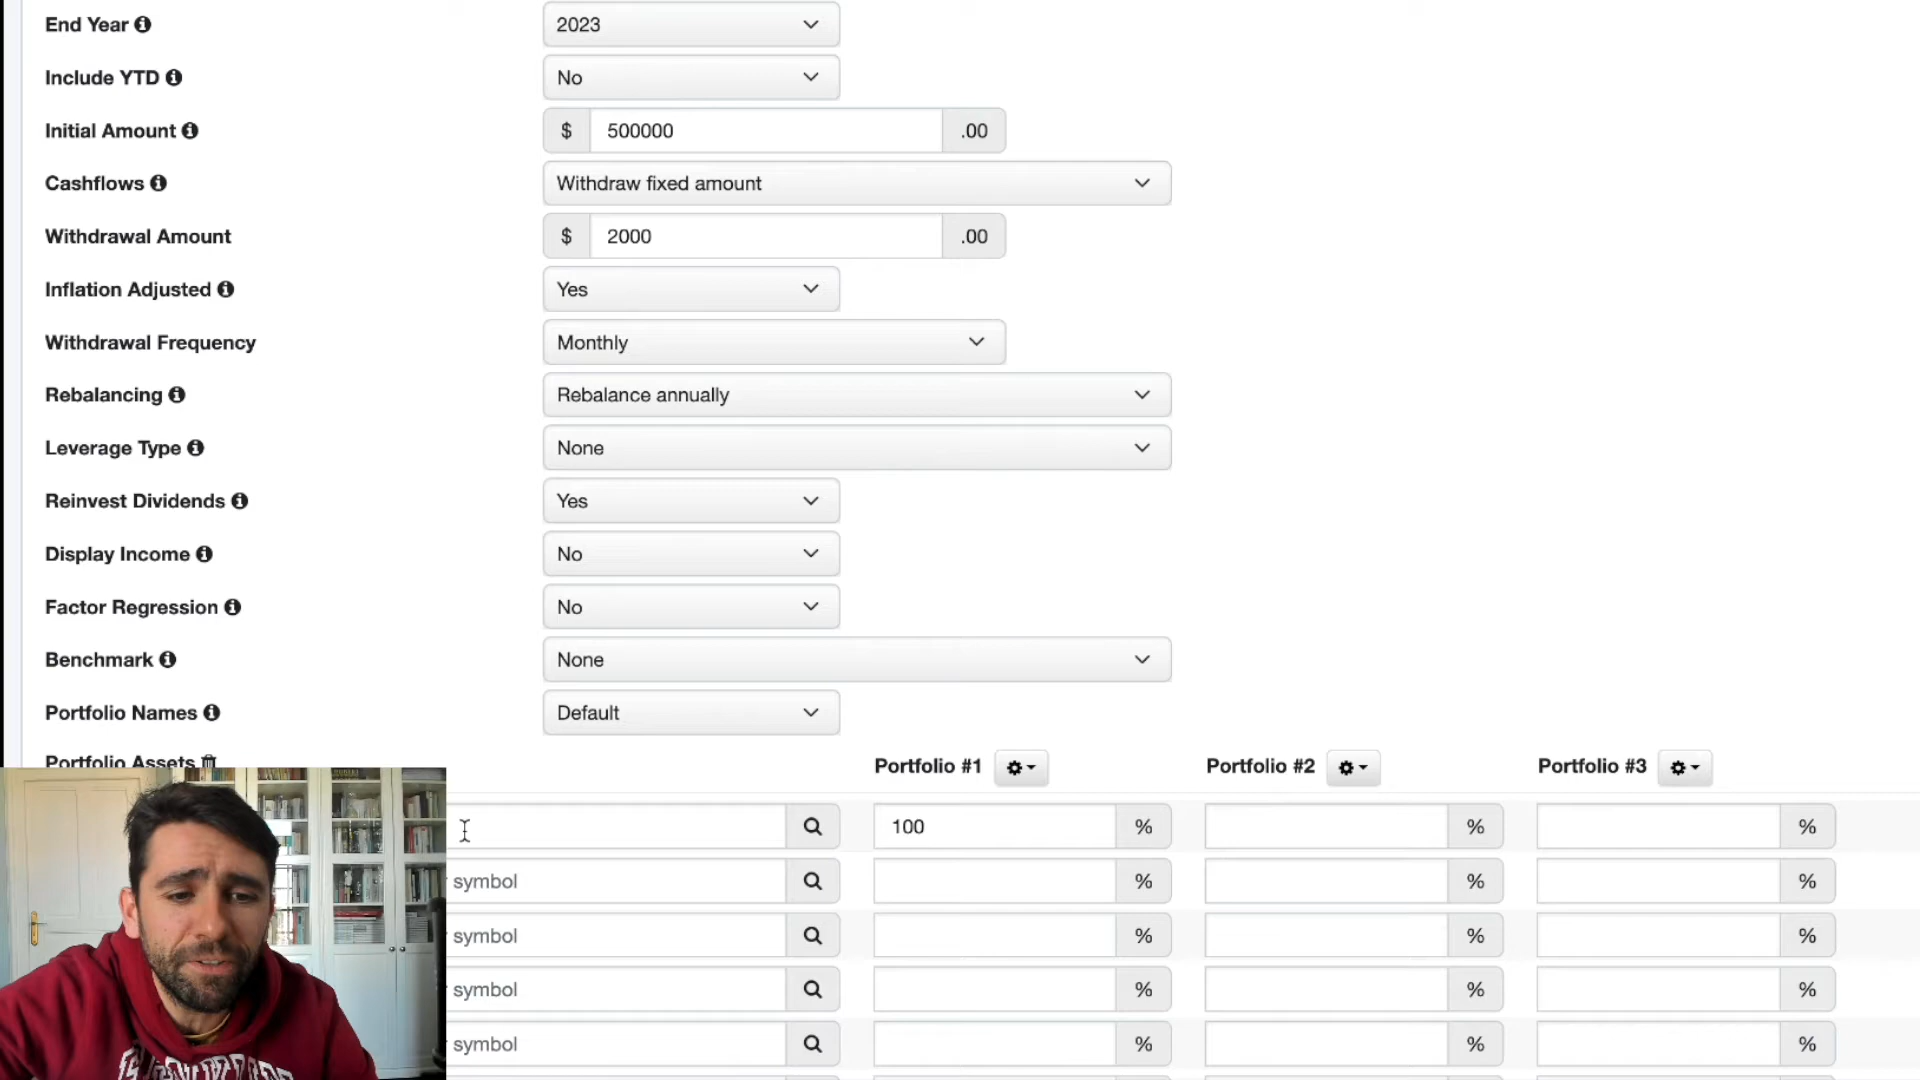 End Year
2023
Include YTD
No
Initial Amount
$ 500000 .00
Cashflows
Withdraw fixed amount
Withdrawal Amount
$ 2000 .00
Inflation Adjusted
Yes
Withdrawal Frequency
Monthly
Rebalancing
Rebalance annually
Leverage Type
None
Reinvest Dividends
Yes
Display Income
No
Factor Regression
No
Benchmark
None
Portfolio Names
Default
Portfolio Assets
Portfolio #1
Portfolio #2
Portfolio #3
100 % % %
symbol % % %
symbol % % %
symbol % % %
symbol % % %